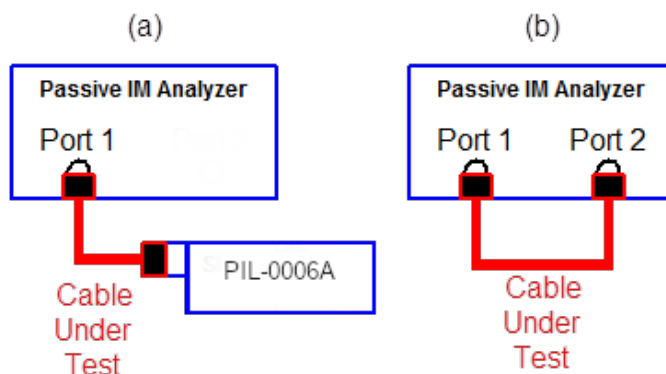 (a)
Passive IM Analyzer
Port 1
PIL-0006A
Cable
Under
Test
(b)
Passive IM Analyzer
Port 1 Port 2
Cable
Under
Test